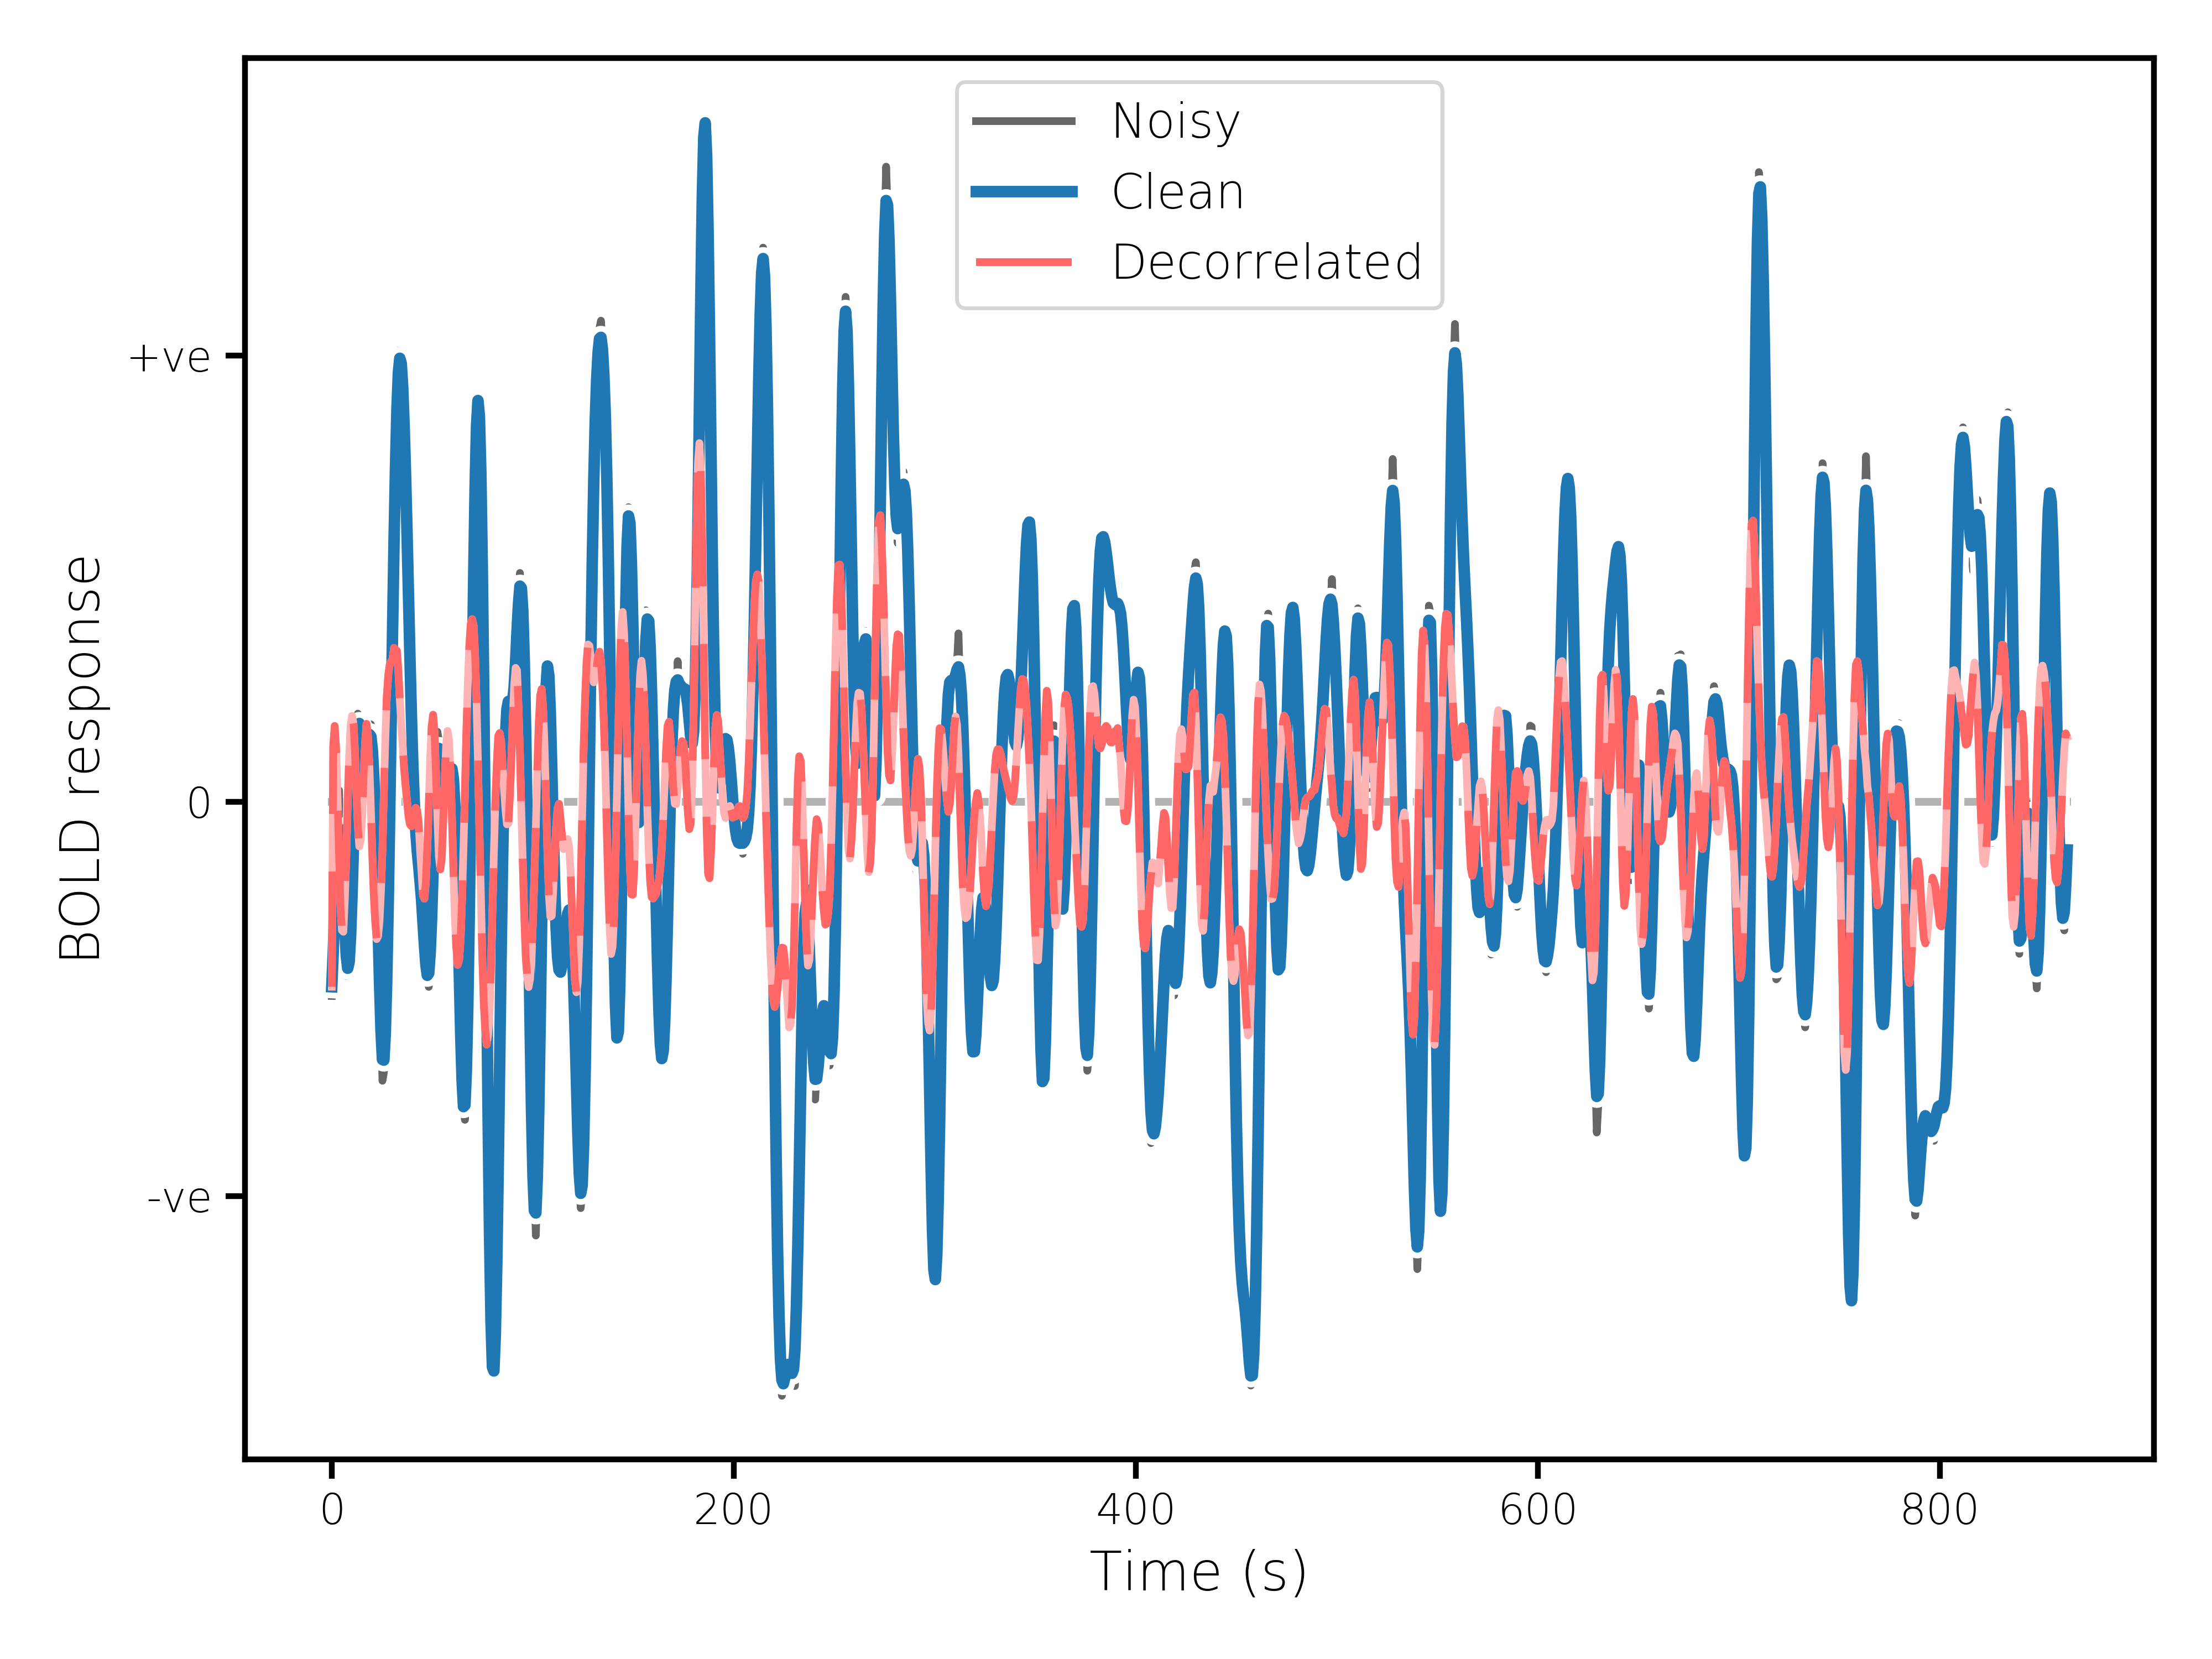 Noisy
Clean
Decorrelated
+ve
0
-ve
BOLD response
0 200 400 600 800
Time (s)